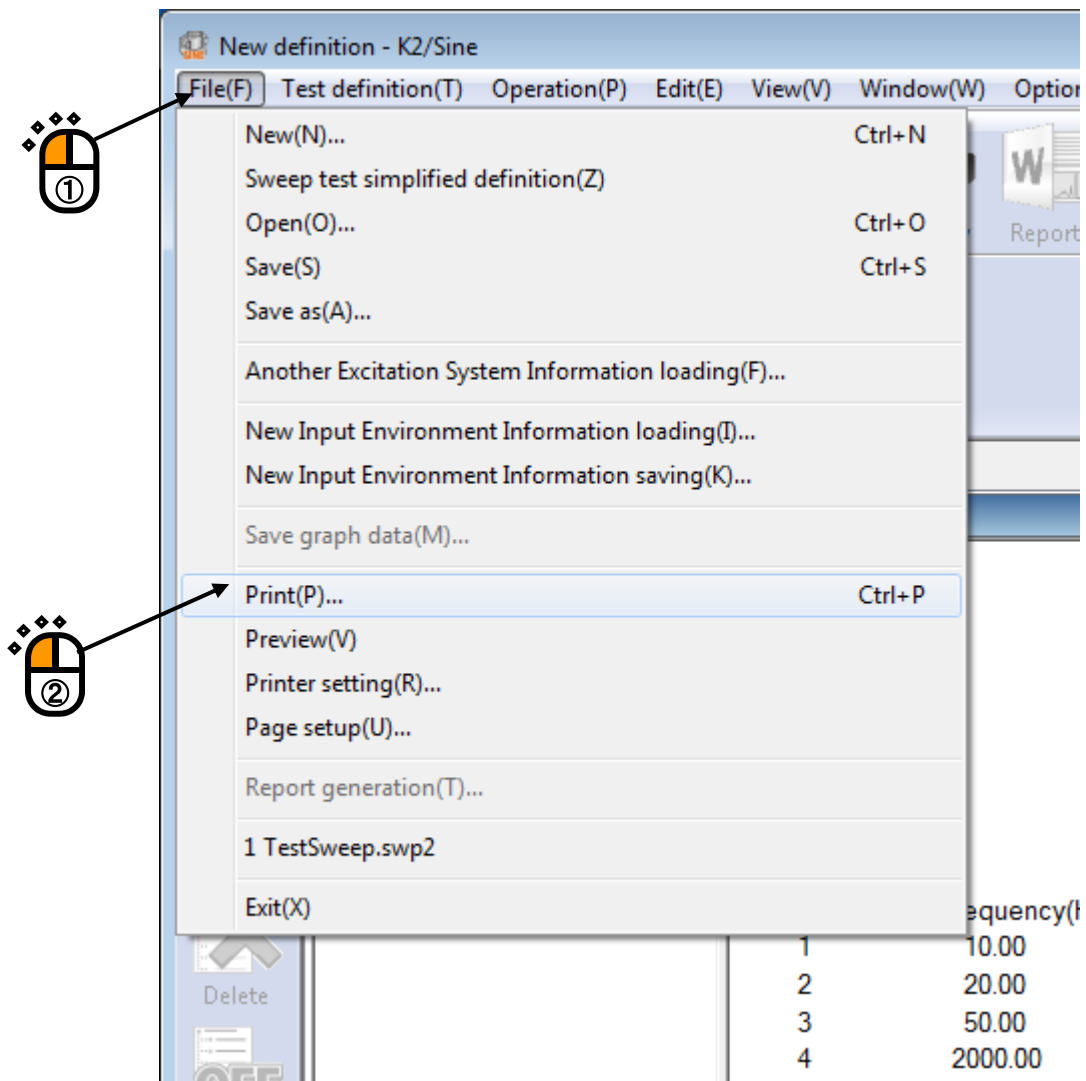 New definition - K2/Sine
File(F) Test definition(T) Operation(P) Edit(E) View(V) Window(W) Option
①
New(N)... Ctrl+N
Sweep test simplified definition(Z)
Open(O)... Ctrl+O
Save(S) Ctrl+S
Save as(A)...
Another Excitation System Information loading(F)...
New Input Environment Information loading(I)...
New Input Environment Information saving(K)...
Save graph data(M)...
②
Print(P)... Ctrl+P
Preview(V)
Printer setting(R)...
Page setup(U)...
Report generation(T)...
1 TestSweep.swp2
Exit(X)
W
Report
equency(H
1 10.00
2 20.00
3 50.00
4 2000.00
Delete
OFF